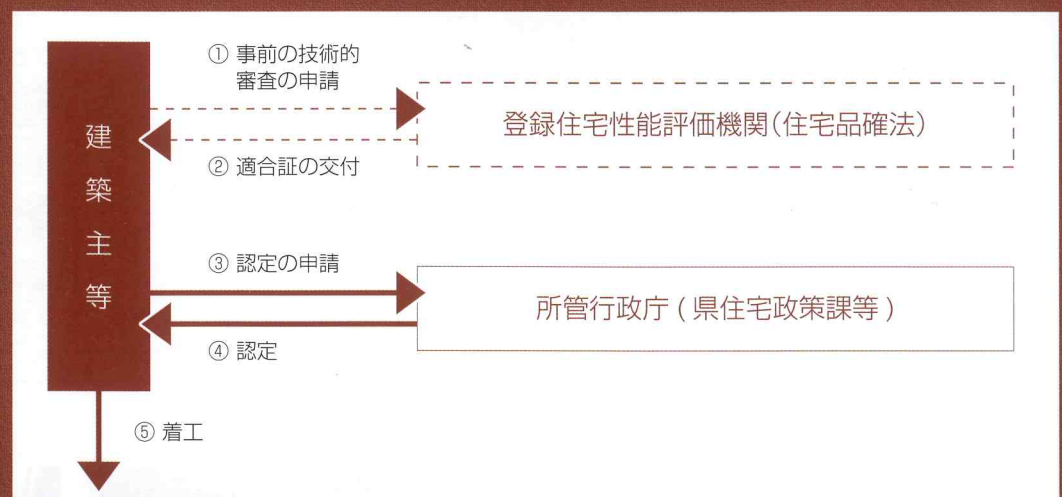 建築主等
① 事前の技術的
審査の申請
登録住宅性能評価機関(住宅品確法)
② 適合証の交付
③ 認定の申請
所管行政庁 ( 県住宅政策課等 )
④ 認定
⑤ 着工